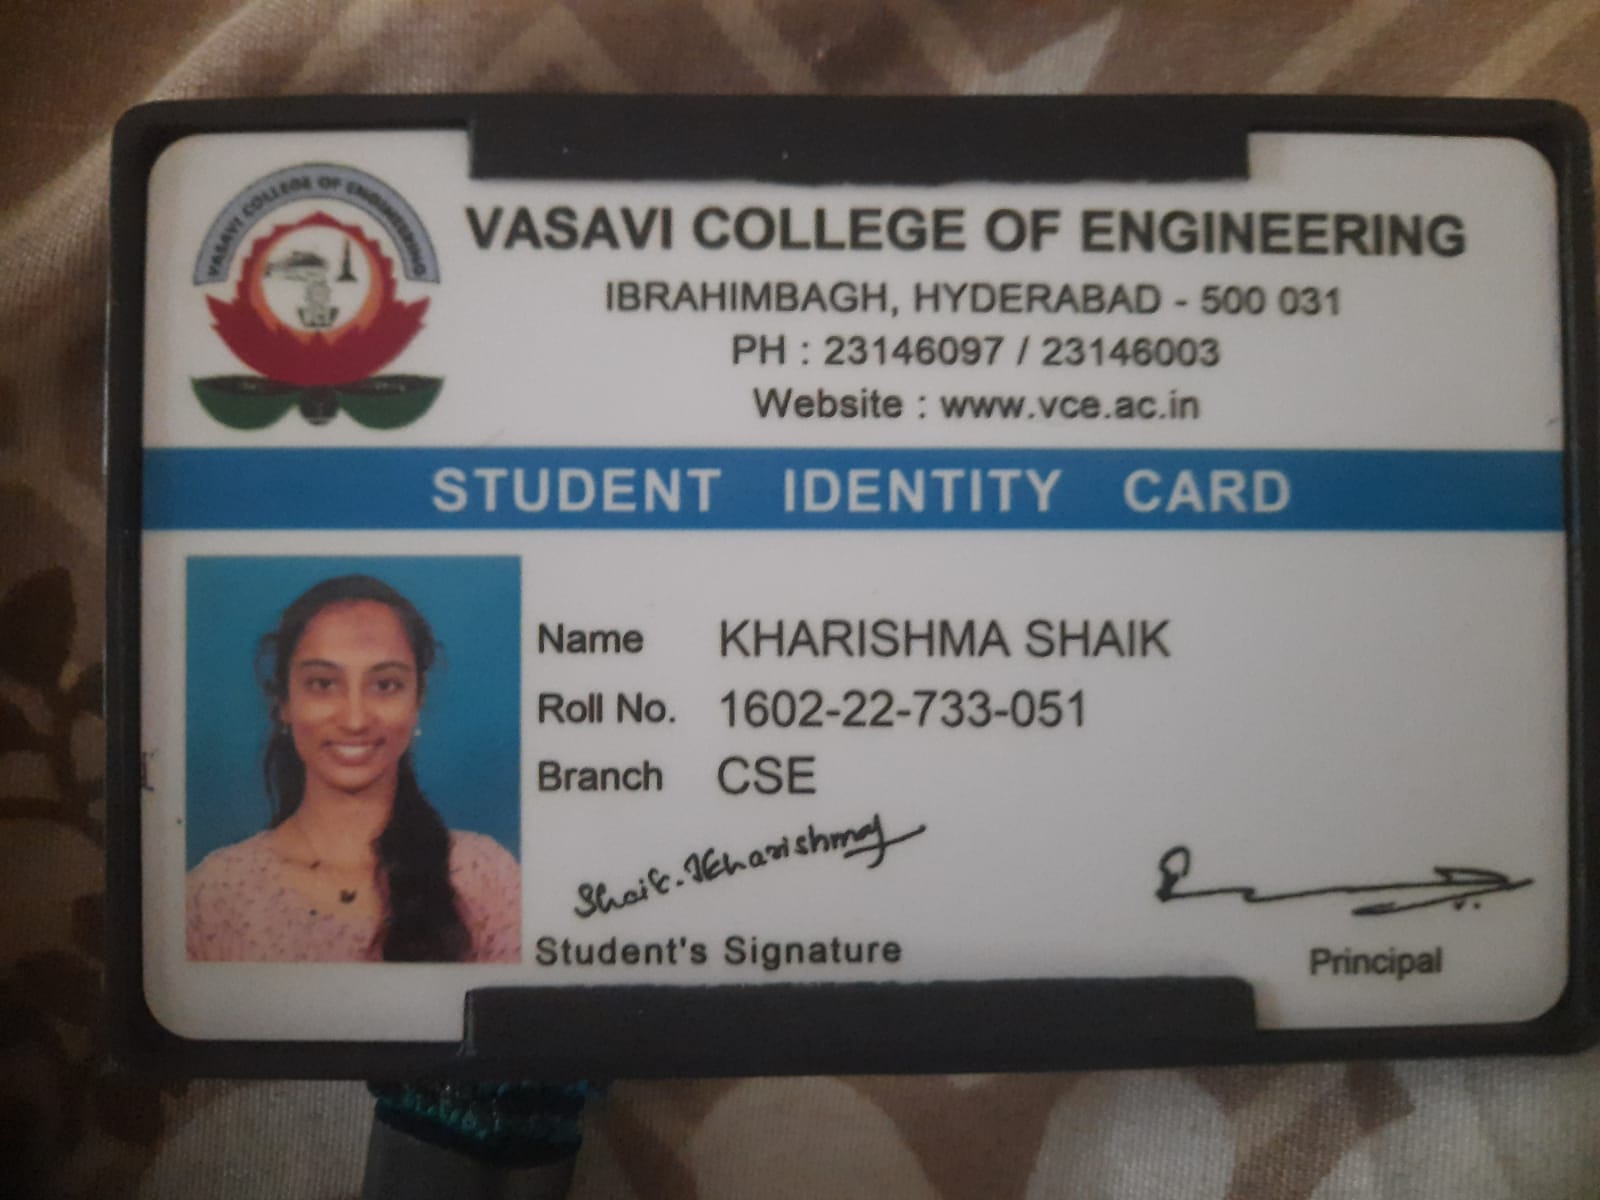 VASAVI COLLEGE OF ENGINEERING
VASAVI COLLEGE OF ENGINEERING
IBRAHIMBAGH, HYDERABAD - 500 031
PH : 23146097 / 23146003
Website : www.vce.ac.in
STUDENT IDENTITY CARD
Name KHARISHMA SHAIK
Roll No. 1602-22-733-051
Branch CSE
Shaik. Kharishma
Student's Signature
Principal